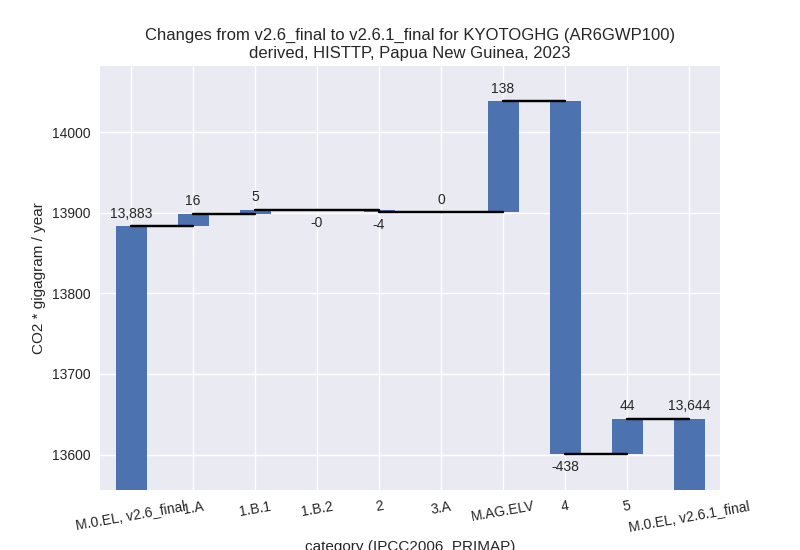 Changes from v2.6_final to v2.6.1_final for KYOTOGHG (AR6GWP100)
derived, HISTTP, Papua New Guinea, 2023
CO2 * gigagram / year
14000
13900
13800
13700
13600
13,883
16
5
-0
-4
0
138
-438
44
13,644
M.0.EL, v2.6_final
1.A
1.B.1
1.B.2
2
3.A
M.AG.ELV
4
5
M.0.EL, v2.6.1_final
category (IPCC2006_PRIMAP)